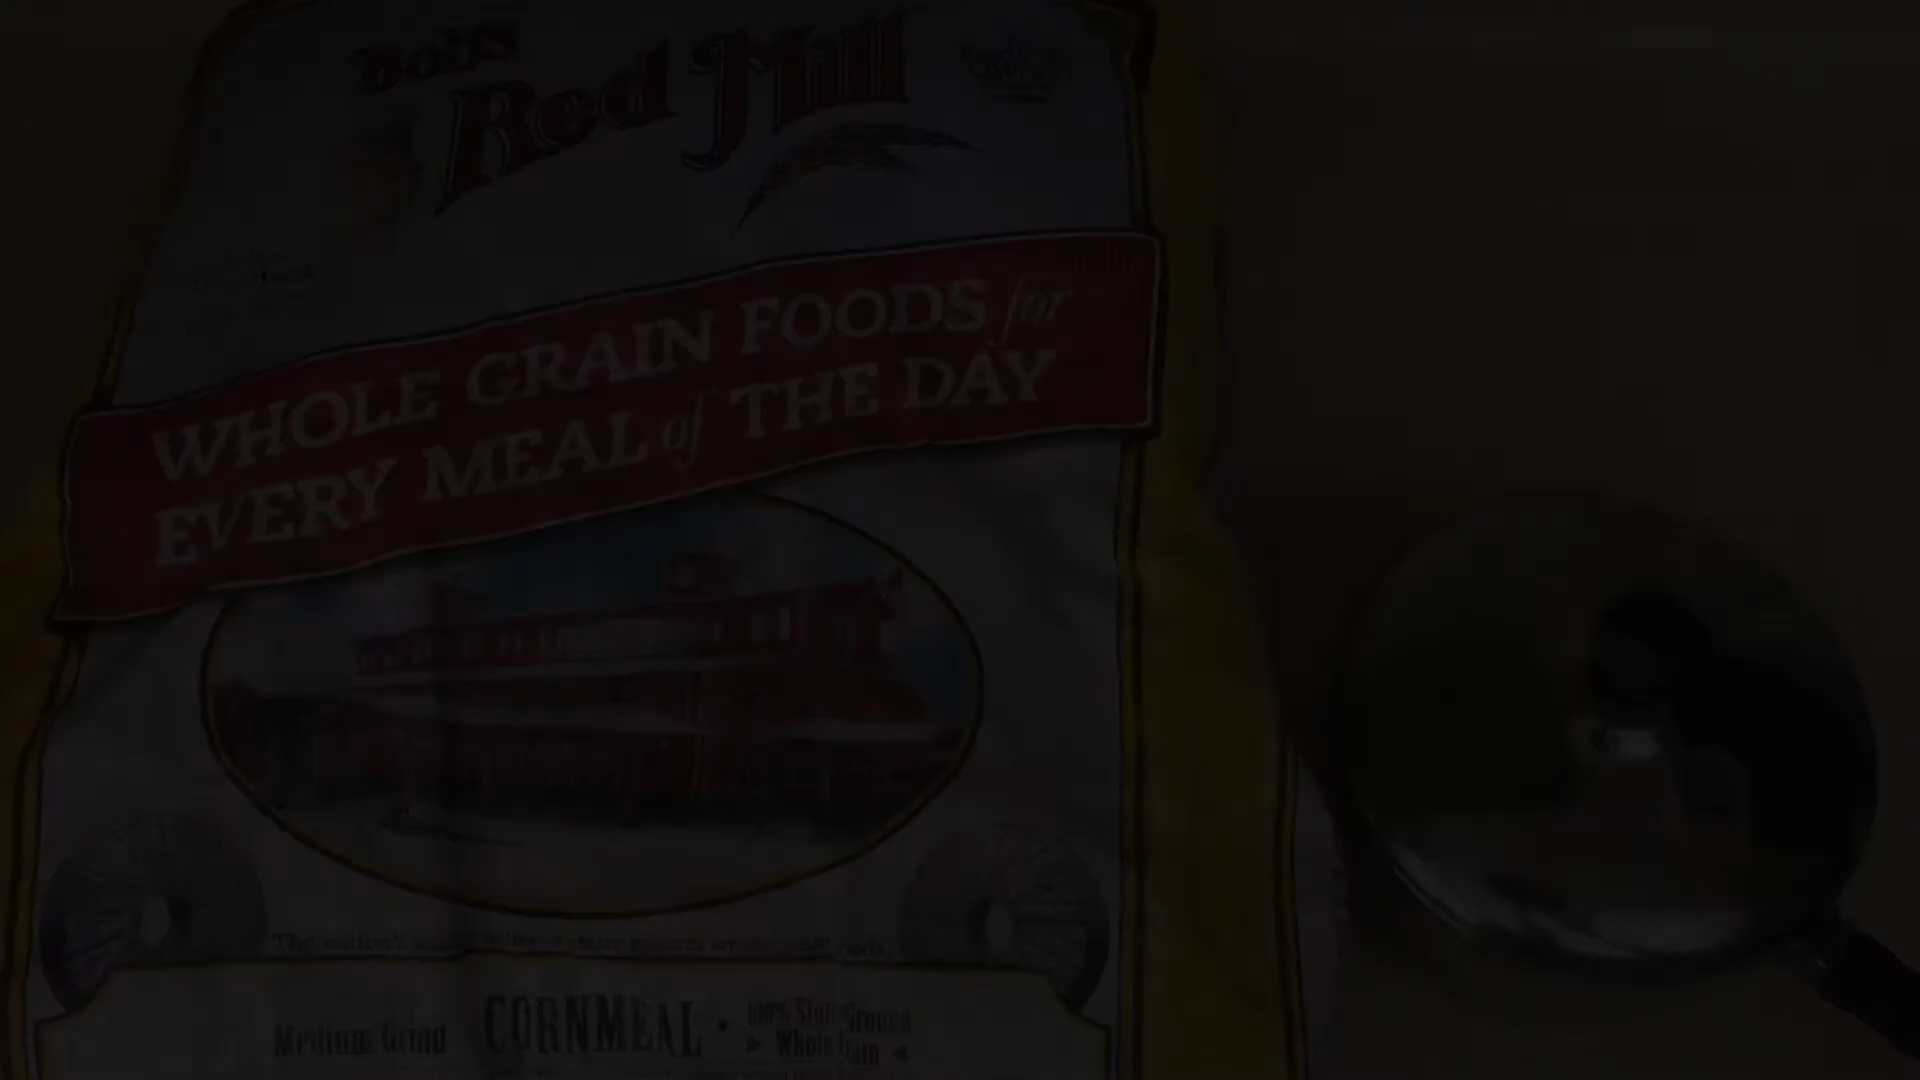 Bob's
Red Mill
WHOLE GRAIN FOODS for
EVERY MEAL of THE DAY
Medium Grind CORNMEAL • 100% Stone Ground
Whole Grain